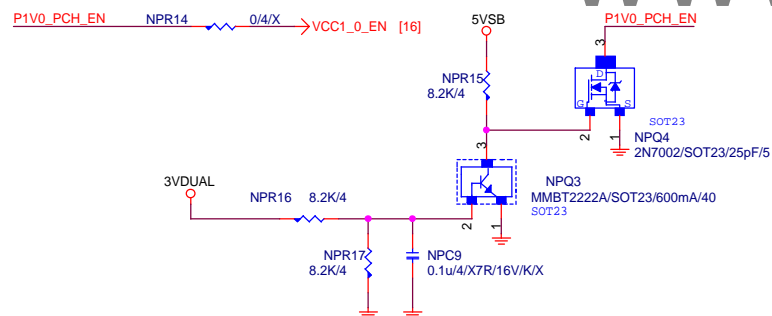 P1V0_PCH_EN
NPR14
0/4/X
VCC1_0_EN [16]
5VSB
P1V0_PCH_EN
3
D
G
S
NPR15
8.2K/4
2
1
SOT23
NPQ4
2N7002/SOT23/25pF/5
3
3VDUAL
NPR16
8.2K/4
NPQ3
MMBT2222A/SOT23/600mA/40
SOT23
2
1
NPR17
8.2K/4
NPC9
0.1u/4/X7R/16V/K/X